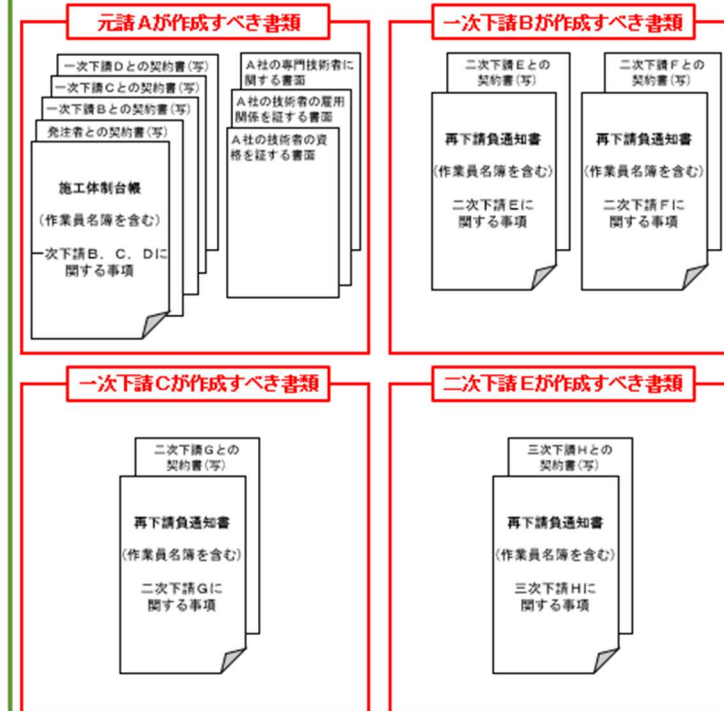 元請Aが作成すべき書類
一次下請Dとの契約書(写)
一次下請Cとの契約書(写)
一次下請Bとの契約書(写)
発注者との契約書(写)
施工体制台帳
(作業員名簿を含む)
一次下請B、C、Dに
関する事項
A社の専門技術者に
関する書面
A社の技術者の雇用
関係を証する書面
A社の技術者の資
格を証する書面
一次下請Bが作成すべき書類
二次下請Eとの
契約書(写)
再下請負通知書
(作業員名簿を含む)
二次下請Eに
関する事項
二次下請Fとの
契約書(写)
再下請負通知書
(作業員名簿を含む)
二次下請Fに
関する事項
一次下請Cが作成すべき書類
二次下請Gとの
契約書(写)
再下請負通知書
(作業員名簿を含む)
二次下請Gに
関する事項
二次下請Eが作成すべき書類
三次下請Hとの
契約書(写)
再下請負通知書
(作業員名簿を含む)
三次下請Hに
関する事項